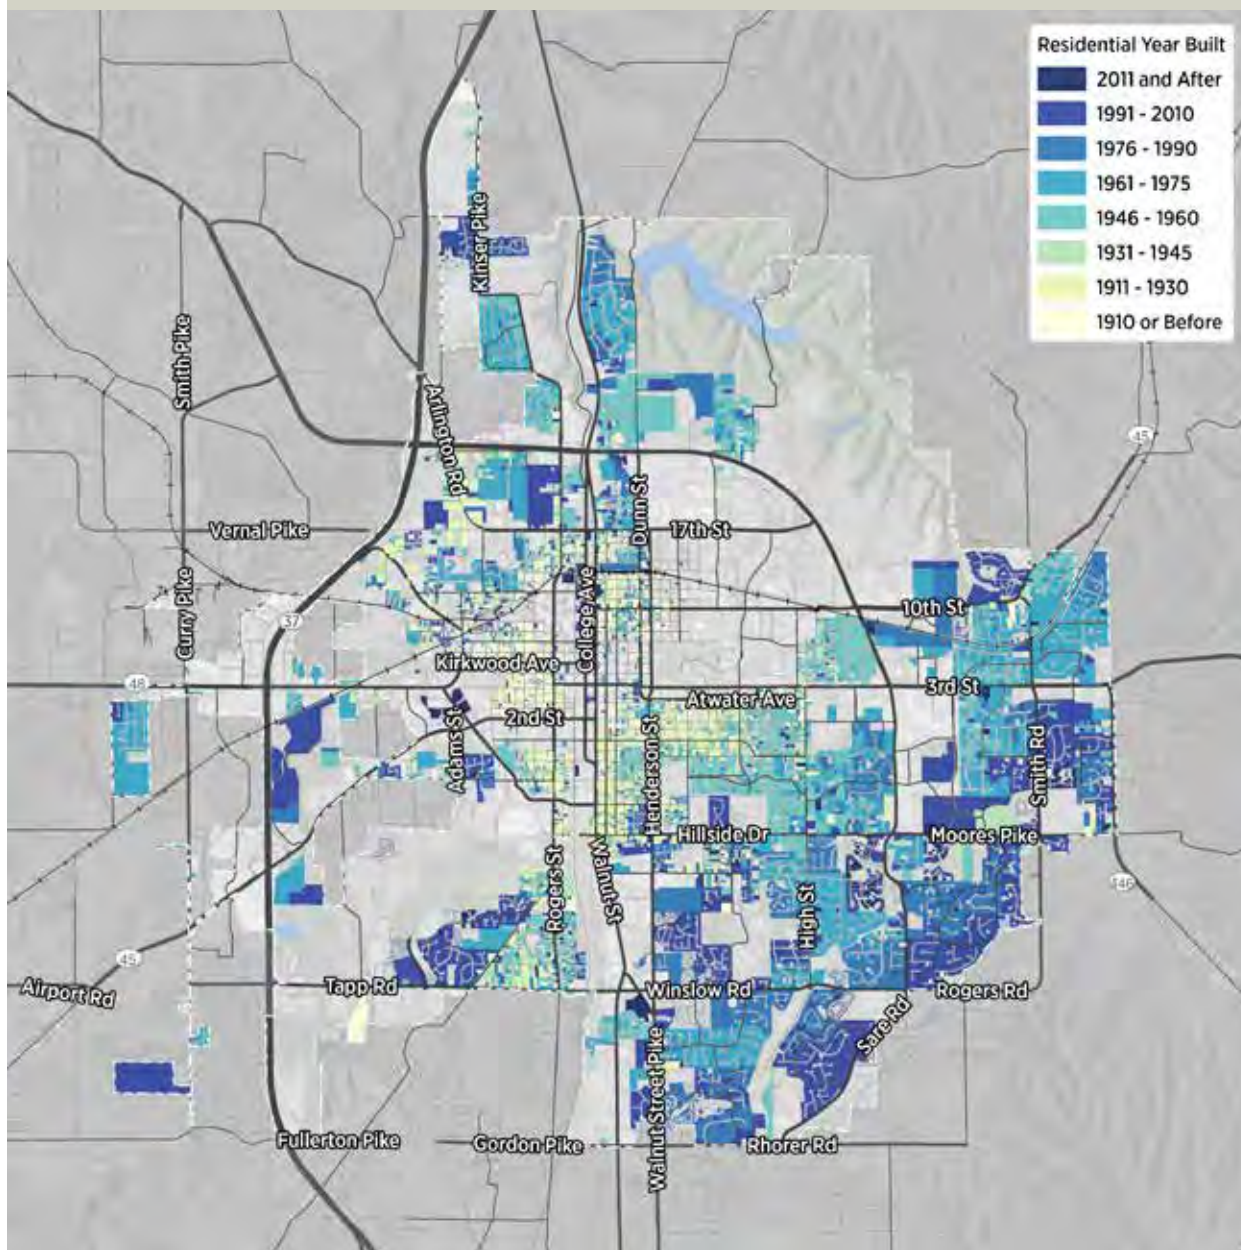 Residential Year Built
2011 and After
1991 - 2010
1976 - 1990
1961 - 1975
1946 - 1960
1931 - 1945
1911 - 1930
1910 or Before
Kinser Pike
Smith Pike
Arlington Rd
45
Dunn St
Vernal Pike
17th St
10th St
College Ave
Curry Pike
37
Kirkwood Ave
48
3rd St
Atwater Ave
2nd St
Adams St
Henderson St
Smith Rd
Hillside Dr
Moores Pike
Walnut St
Rogers St
High St
446
45
Airport Rd
Tapp Rd
Winslow Rd
Rogers Rd
Sare Rd
Walnut Street Pike
Fullerton Pike
Gordon Pike
Rhorer Rd